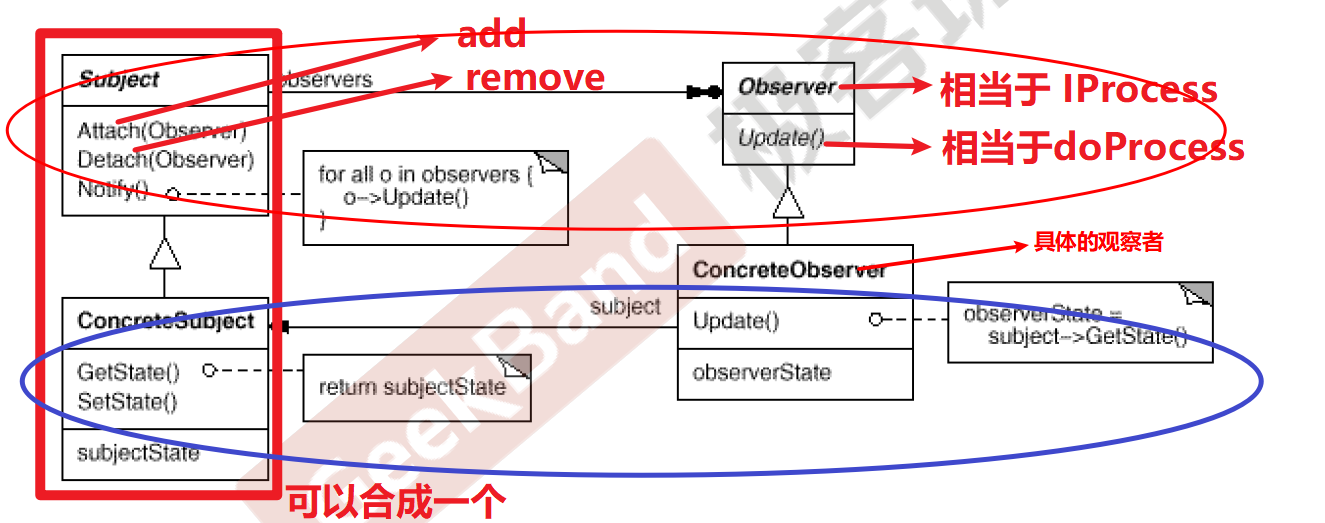 add
remove
Subject
observers
Observer
相当于 IProcess
Attach(Observer)
Detach(Observer)
Notify()
for all o in observers {
o->Update()
}
Update()
相当于doProcess
具体的观察者
ConcreteObserver
Update()
observerState
observerState =
subject->GetState()
subject
ConcreteSubject
GetState()
SetState()
subjectState
return subjectState
可以合成一个
GeekBand
极客班